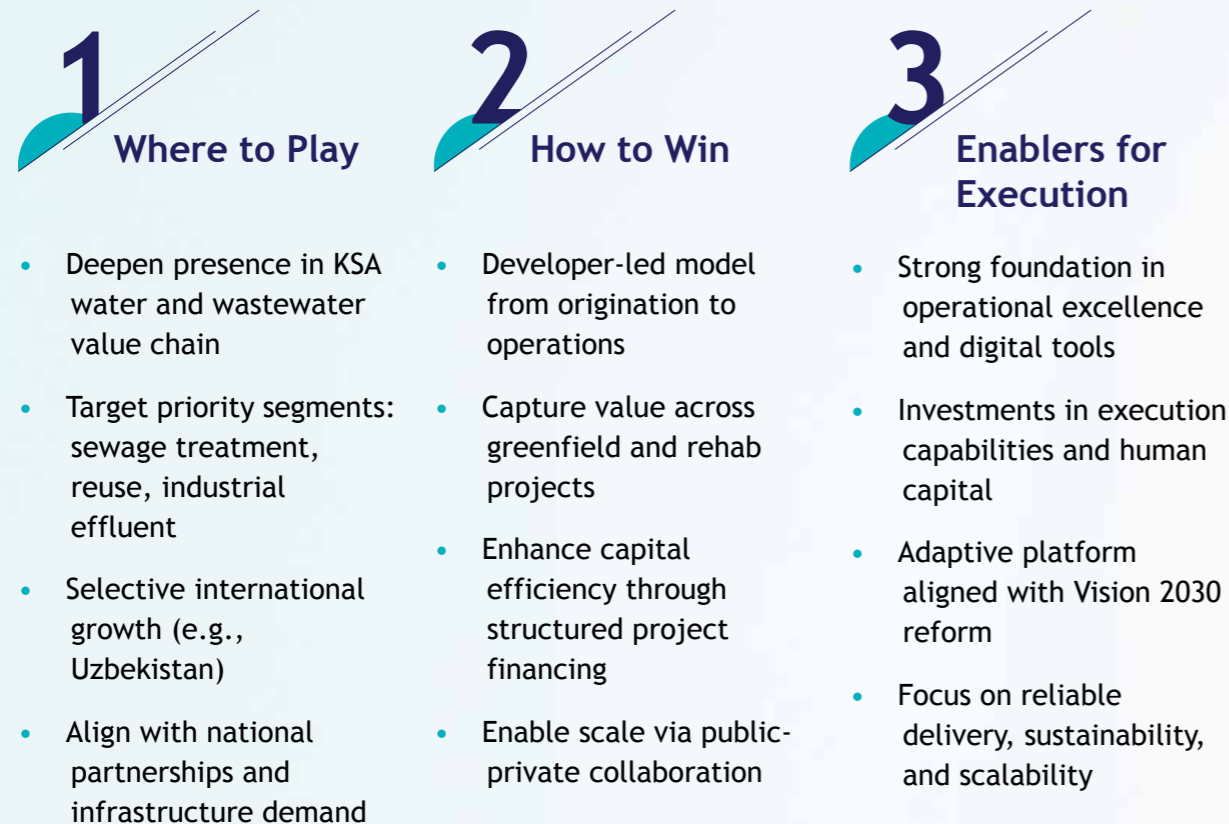 1
Where to Play
• Deepen presence in KSA
water and wastewater
value chain
• Target priority segments:
sewage treatment,
reuse, industrial
effluent
• Selective international
growth (e.g.,
Uzbekistan)
• Align with national
partnerships and
infrastructure demand
2
How to Win
• Developer-led model
from origination to
operations
• Capture value across
greenfield and rehab
projects
• Enhance capital
efficiency through
structured project
financing
• Enable scale via public-
private collaboration
3
Enablers for
Execution
• Strong foundation in
operational excellence
and digital tools
• Investments in execution
capabilities and human
capital
• Adaptive platform
aligned with Vision 2030
reform
• Focus on reliable
delivery, sustainability,
and scalability